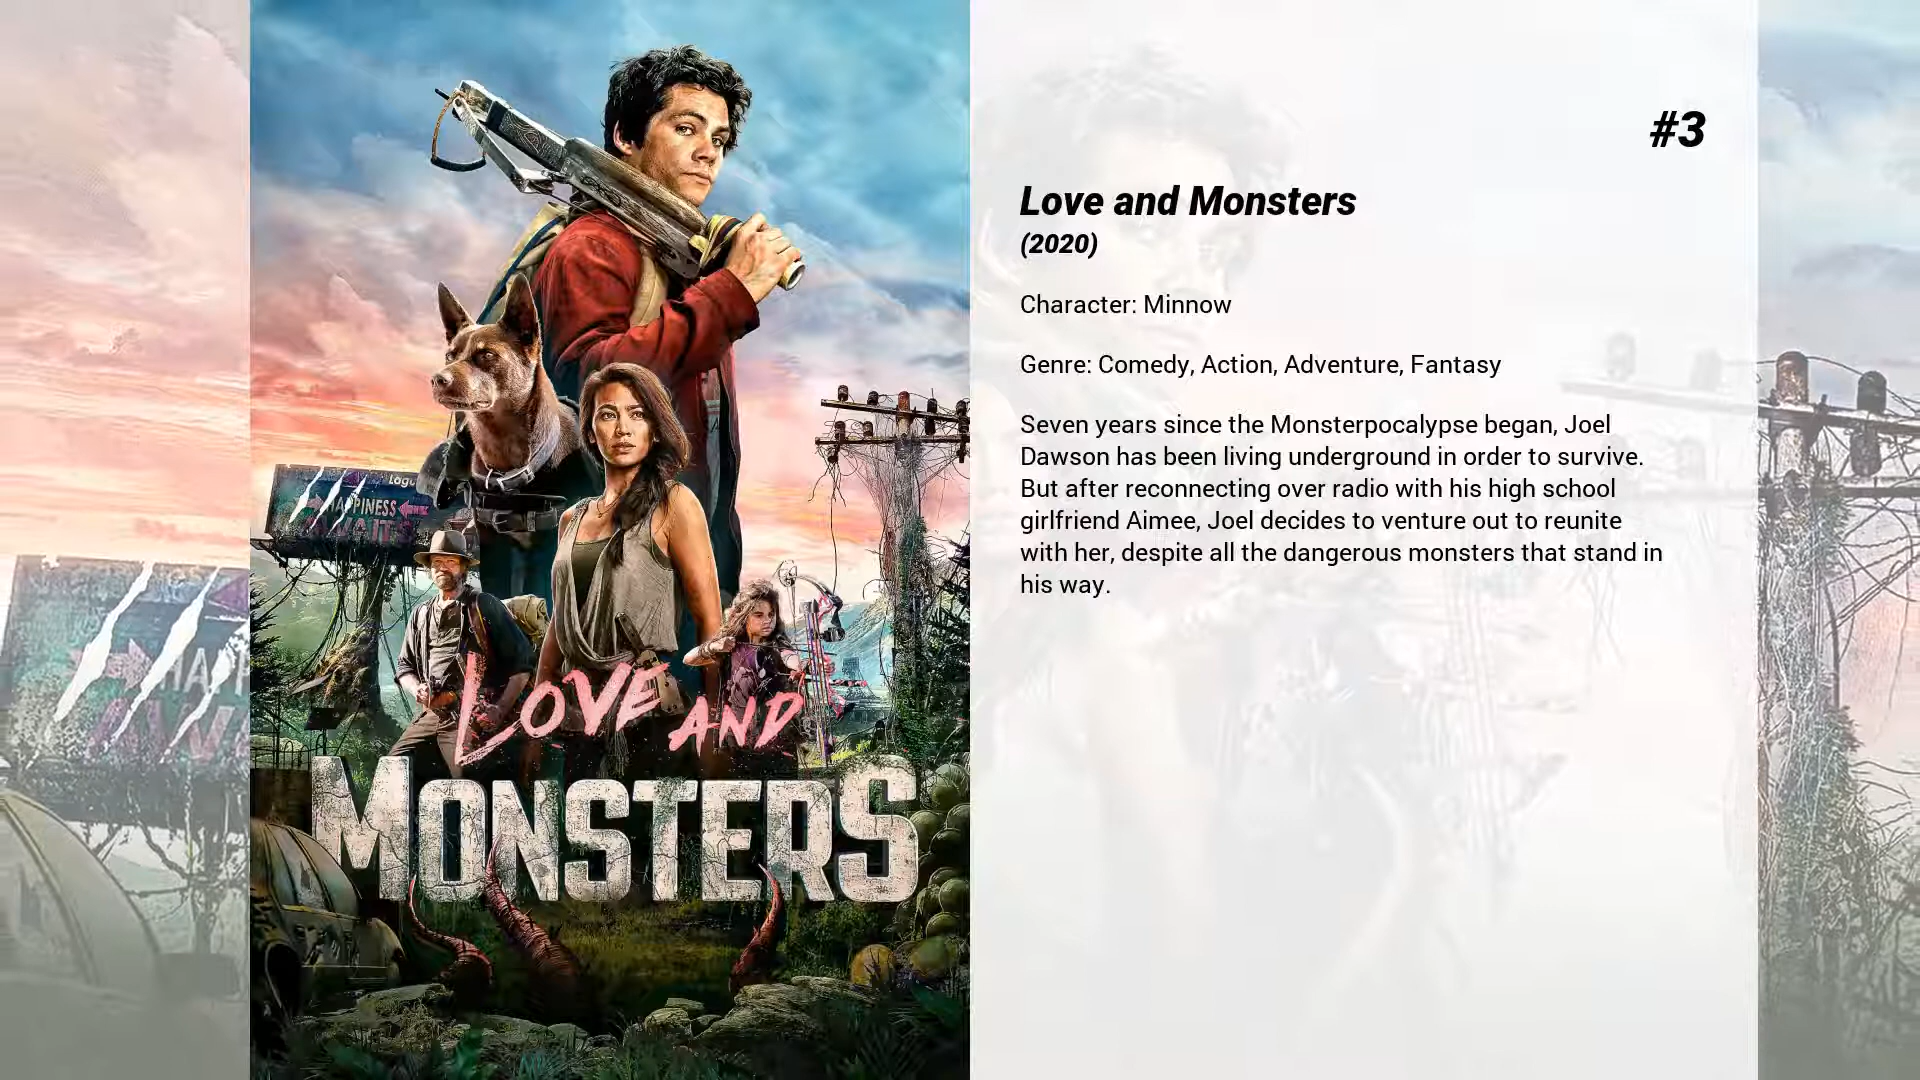 #3
Love and Monsters
(2020)
Character: Minnow
Genre: Comedy, Action, Adventure, Fantasy
Seven years since the Monsterpocalypse began, Joel
Dawson has been living underground in order to survive.
But after reconnecting over radio with his high school
girlfriend Aimee, Joel decides to venture out to reunite
with her, despite all the dangerous monsters that stand in
his way.
Lagu
HAPPINESS
AWAITS
LOVE AND
MONSTERS